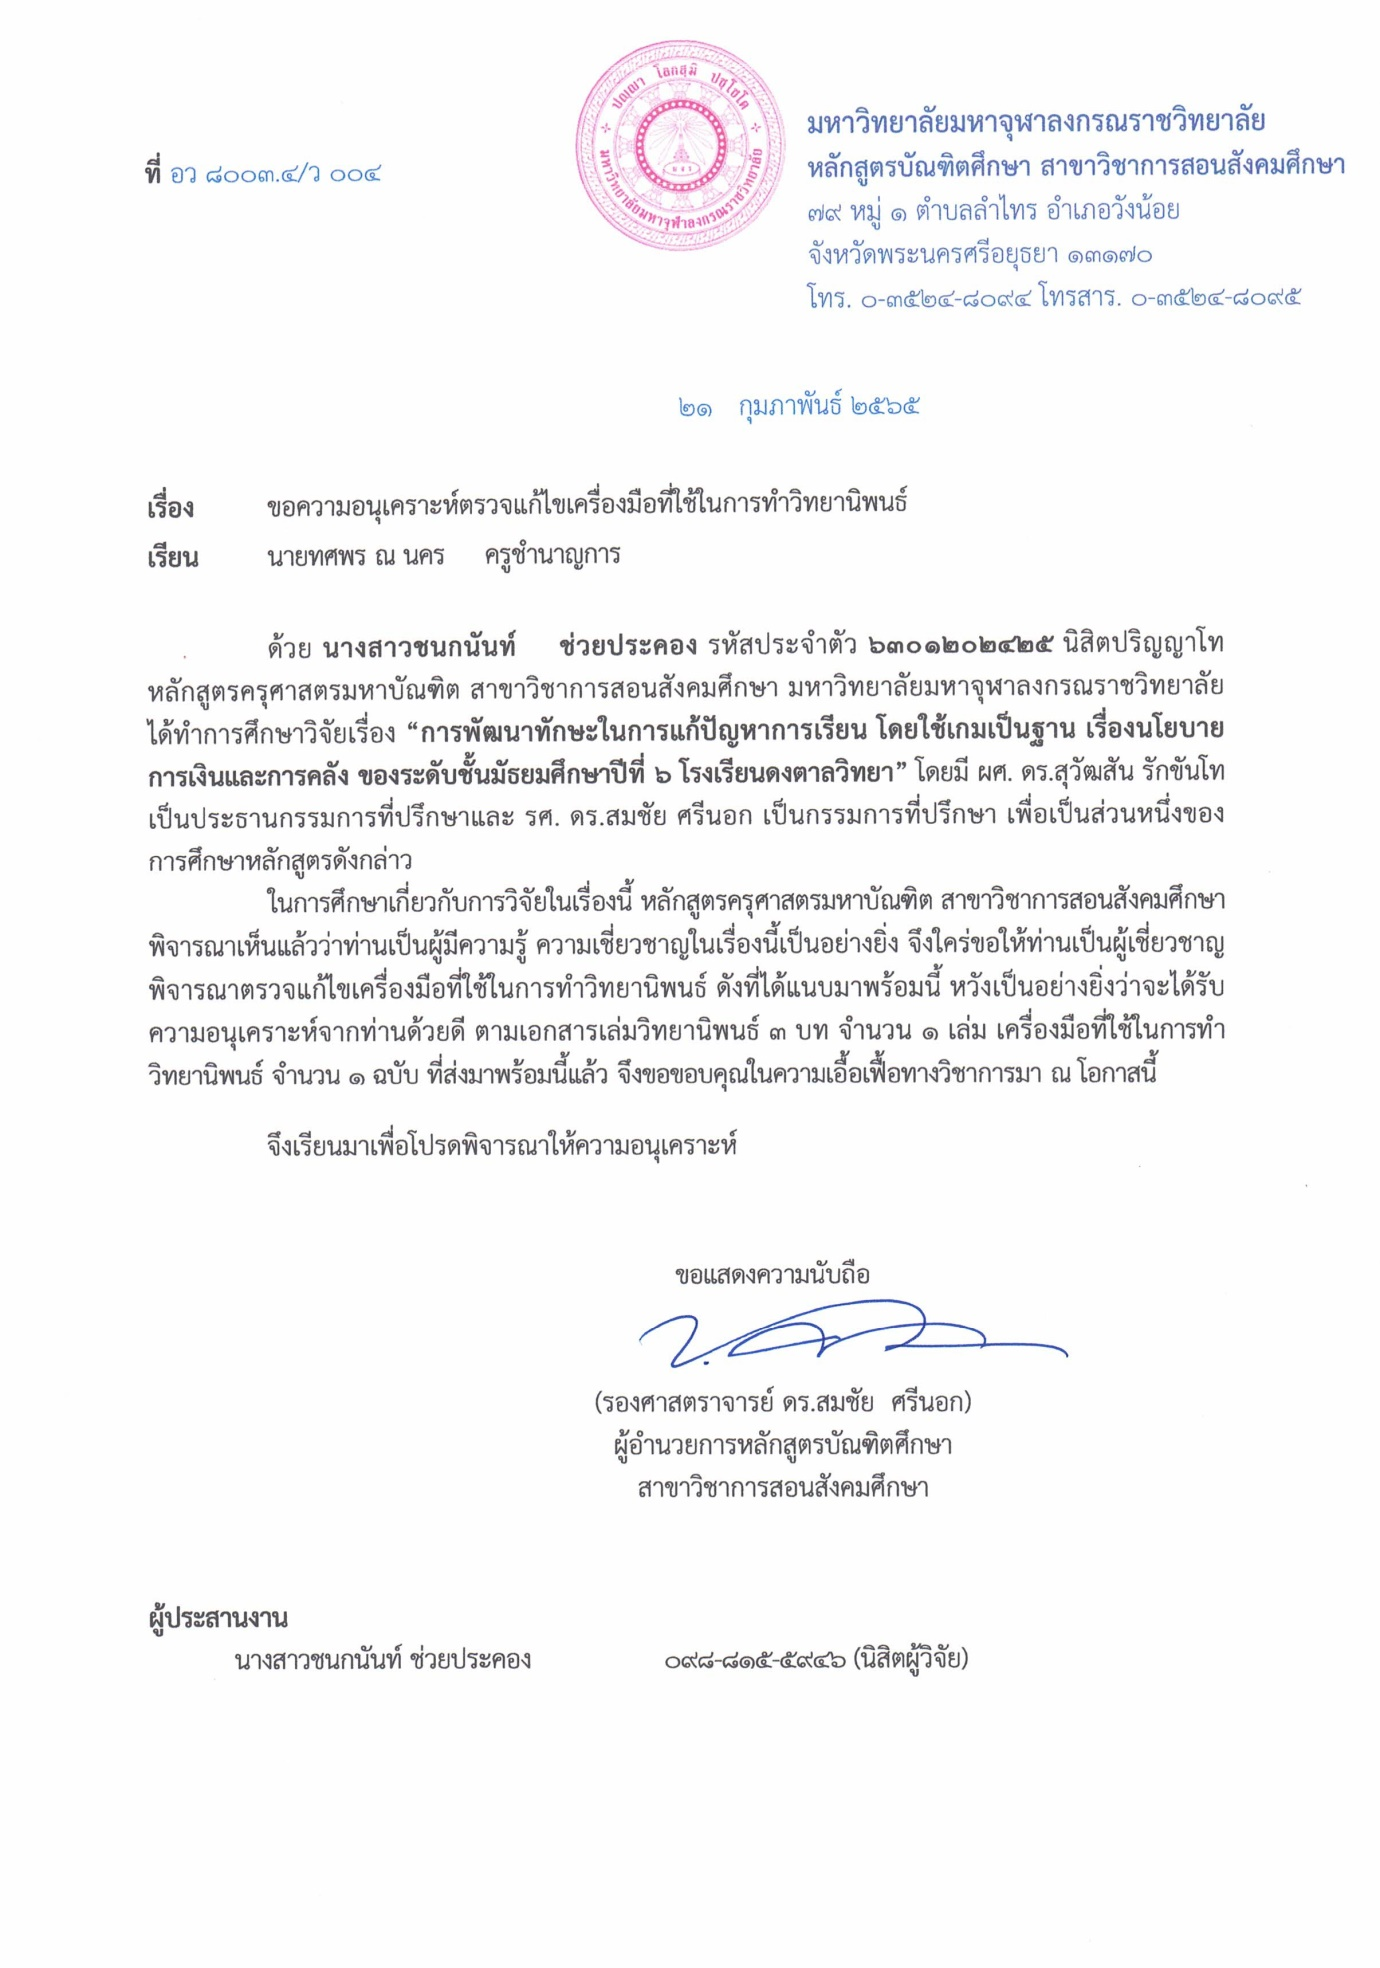 ปญฺญา โลกสฺมิ ปชฺโชโต
มหาวิทยาลัยมหาจุฬาลงกรณราชวิทยาลัย
ที่ อว ๘๐๐๓.๔/ว ๐๐๔
มหาวิทยาลัยมหาจุฬาลงกรณราชวิทยาลัย
หลักสูตรบัณฑิตศึกษา สาขาวิชาการสอนสังคมศึกษา
๗๙ หมู่ ๑ ตำบลลำไทร อำเภอวังน้อย
จังหวัดพระนครศรีอยุธยา ๑๓๑๗๐
โทร. ๐-๓๕๒๔-๘๐๙๔ โทรสาร. ๐-๓๕๒๔-๘๐๙๕
๒๑ กุมภาพันธ์ ๒๕๖๕
เรื่อง ขอความอนุเคราะห์ตรวจแก้ไขเครื่องมือที่ใช้ในการทำวิทยานิพนธ์
เรียน นายทศพร ณ นคร ครูชำนาญการ
ด้วย นางสาวชนกนันท์ ช่วยประคอง รหัสประจำตัว ๖๓๐๑๒๐๒๔๒๕ นิสิตปริญญาโท
หลักสูตรครุศาสตรมหาบัณฑิต สาขาวิชาการสอนสังคมศึกษา มหาวิทยาลัยมหาจุฬาลงกรณราชวิทยาลัย
ได้ทำการศึกษาวิจัยเรื่อง “การพัฒนาทักษะในการแก้ปัญหาการเรียน โดยใช้เกมเป็นฐาน เรื่องนโยบาย
การเงินและการคลัง ของระดับชั้นมัธยมศึกษาปีที่ ๖ โรงเรียนดงตาลวิทยา” โดยมี ผศ. ดร.สุวัฒสัน รักขันโท
เป็นประธานกรรมการที่ปรึกษาและ รศ. ดร.สมชัย ศรีนอก เป็นกรรมการที่ปรึกษา เพื่อเป็นส่วนหนึ่งของ
การศึกษาหลักสูตรดังกล่าว
ในการศึกษาเกี่ยวกับการวิจัยในเรื่องนี้ หลักสูตรครุศาสตรมหาบัณฑิต สาขาวิชาการสอนสังคมศึกษา
พิจารณาเห็นแล้วว่าท่านเป็นผู้มีความรู้ ความเชี่ยวชาญในเรื่องนี้เป็นอย่างยิ่ง จึงใคร่ขอให้ท่านเป็นผู้เชี่ยวชาญ
พิจารณาตรวจแก้ไขเครื่องมือที่ใช้ในการทำวิทยานิพนธ์ ดังที่ได้แนบมาพร้อมนี้ หวังเป็นอย่างยิ่งว่าจะได้รับ
ความอนุเคราะห์จากท่านด้วยดี ตามเอกสารเล่มวิทยานิพนธ์ ๓ บท จำนวน ๑ เล่ม เครื่องมือที่ใช้ในการทำ
วิทยานิพนธ์ จำนวน ๑ ฉบับ ที่ส่งมาพร้อมนี้แล้ว จึงขอขอบคุณในความเอื้อเฟื้อทางวิชาการมา ณ โอกาสนี้
จึงเรียนมาเพื่อโปรดพิจารณาให้ความอนุเคราะห์
ขอแสดงความนับถือ
(รองศาสตราจารย์ ดร.สมชัย ศรีนอก)
ผู้อำนวยการหลักสูตรบัณฑิตศึกษา
สาขาวิชาการสอนสังคมศึกษา
ผู้ประสานงาน
นางสาวชนกนันท์ ช่วยประคอง ๐๙๘-๘๑๕-๕๙๔๖ (นิสิตผู้วิจัย)